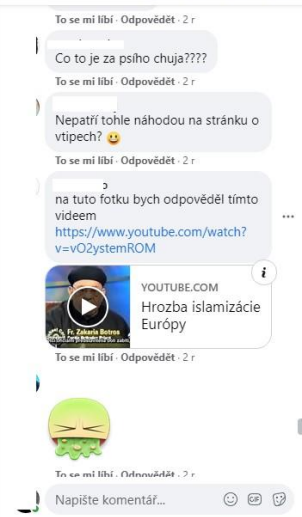 To se mi líbí · Odpovědět · 2 r
Co to je za psího chuja????
To se mi líbí · Odpovědět · 2 r
Nepatří tohle náhodou na stránku o
vtipech? 😃
To se mi líbí · Odpovědět · 2 r
na tuto fotku bych odpověděl tímto
videem
https://www.youtube.com/watch?
v=vO2ystemROM
YOUTUBE.COM
Hrozba islamizácie
Európy
Fr. Zakaria Botros
To se mi líbí · Odpovědět · 2 r
To se mi líbí · Odpovědět · 2 r
Napište komentář...
GIF